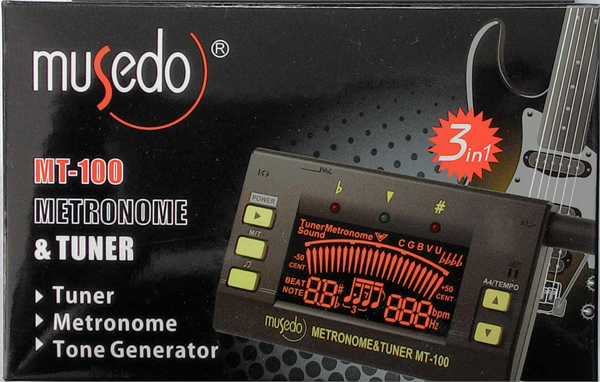 musedo®
MT-100
METRONOME
& TUNER
Tuner
Metronome
Tone Generator
3 in 1
POWER
M/T
♭
#
Tuner Metronome
Sound
C G B V U ♭♭♭♭
-50
CENT
+50
CENT
BEAT
NOTE
88#
3
888
bpm
Hz
A4/TEMPO
musedo
METRONOME&TUNER MT-100